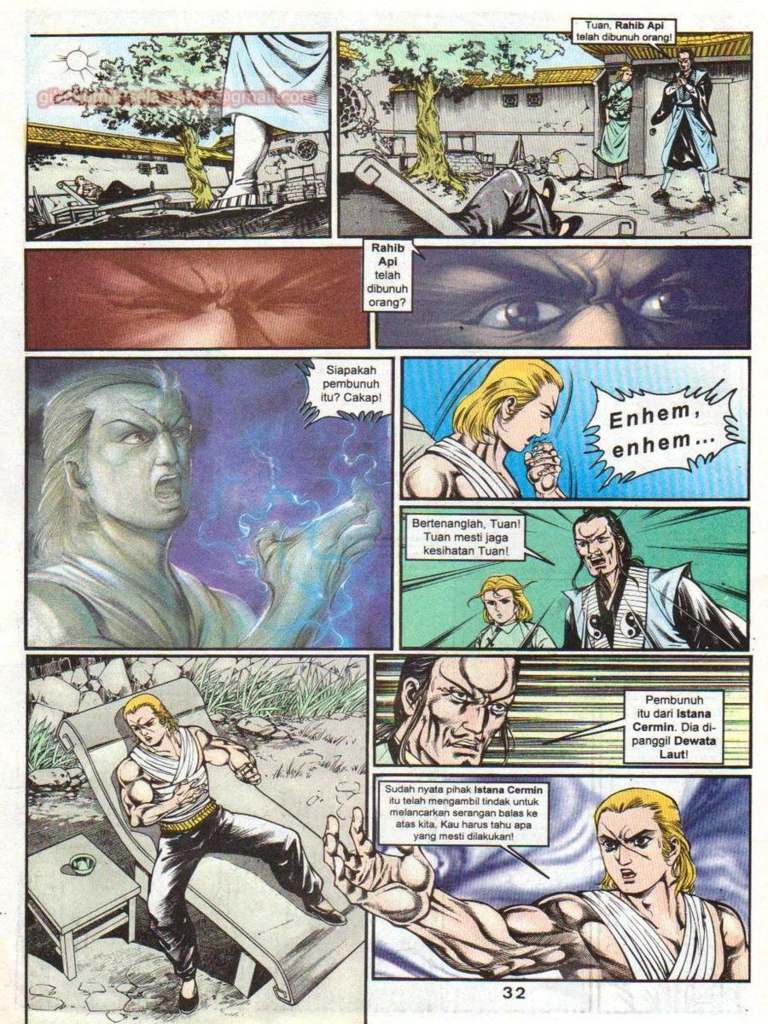 Tuan, Rahib Api
telah dibunuh orang!
@gmail.com
Rahib
Api
telah
dibunuh
orang?
Siapakah
pembunuh
itu? Cakap!
Enhem,
enhem...
Bertenanglah, Tuan!
Tuan mesti jaga
kesihatan Tuan!
Pembunuh
itu dari Istana
Cermin. Dia di-
panggil Dewata
Laut!
Sudah nyata pihak Istana Cermin
itu telah mengambil tindak untuk
melancarkan serangan balas ke
atas kita. Kau harus tahu apa
yang mesti dilakukan!
32